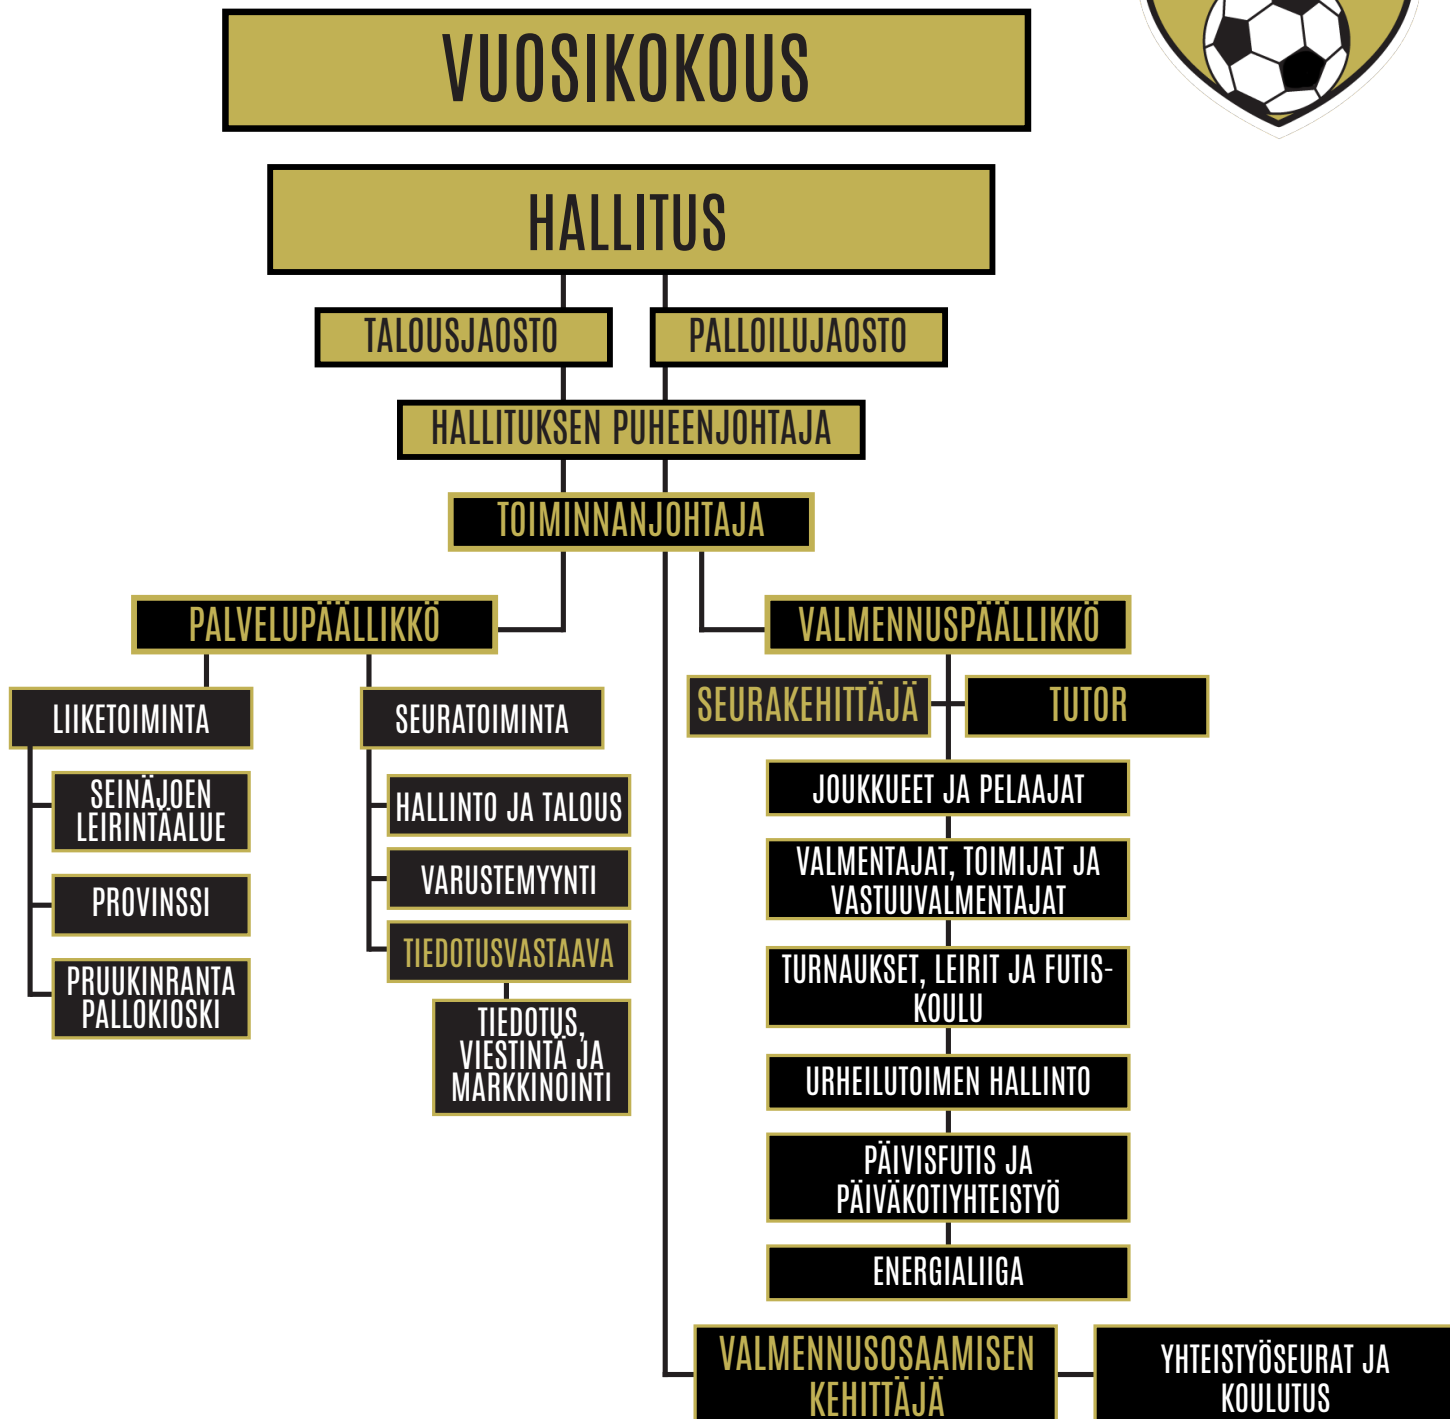 VUOSIKOKOUS
HALLITUS
TALOUSJAOSTO
PALLOILUJAOSTO
HALLITUKSEN PUHEENJOHTAJA
TOIMINNANJOHTAJA
PALVELUPÄÄLLIKKÖ
VALMENNUSPÄÄLLIKKÖ
LIIKETOIMINTA
SEURATOIMINTA
SEURAKEHITTÄJÄ
TUTOR
SEINÄJOEN
LEIRINTÄALUE
PROVINSSI
PRUUKINRANTA
PALLOKIOSKI
HALLINTO JA TALOUS
VARUSTEMYYNTI
TIEDOTUSVASTAAVA
TIEDOTUS,
VIESTINTÄ JA
MARKKINOINTI
JOUKKUEET JA PELAAJAT
VALMENTAJAT, TOIMIJAT JA
VASTUUVALMENTAJAT
TURNAUKSET, LEIRIT JA FUTIS-
KOULU
URHEILUTOIMEN HALLINTO
PÄIVISFUTIS JA
PÄIVÄKOTIYHTEISTYÖ
ENERGIALIIGA
VALMENNUSOSAAMISEN
KEHITTÄJÄ
YHTEISTYÖSEURAT JA
KOULUTUS